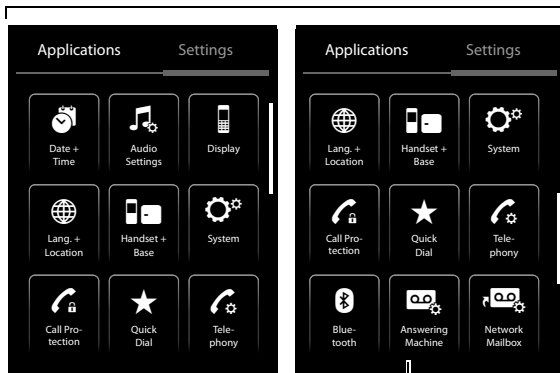 Applications Settings
Date +
Time
Audio
Settings
Display
Lang. +
Location
Handset +
Base
System
Call Pro-
tection
Quick
Dial
Tele-
phony
Applications Settings
Lang. +
Location
Handset +
Base
System
Call Pro-
tection
Quick
Dial
Tele-
phony
Blue-
tooth
Answering
Machine
Network
Mailbox